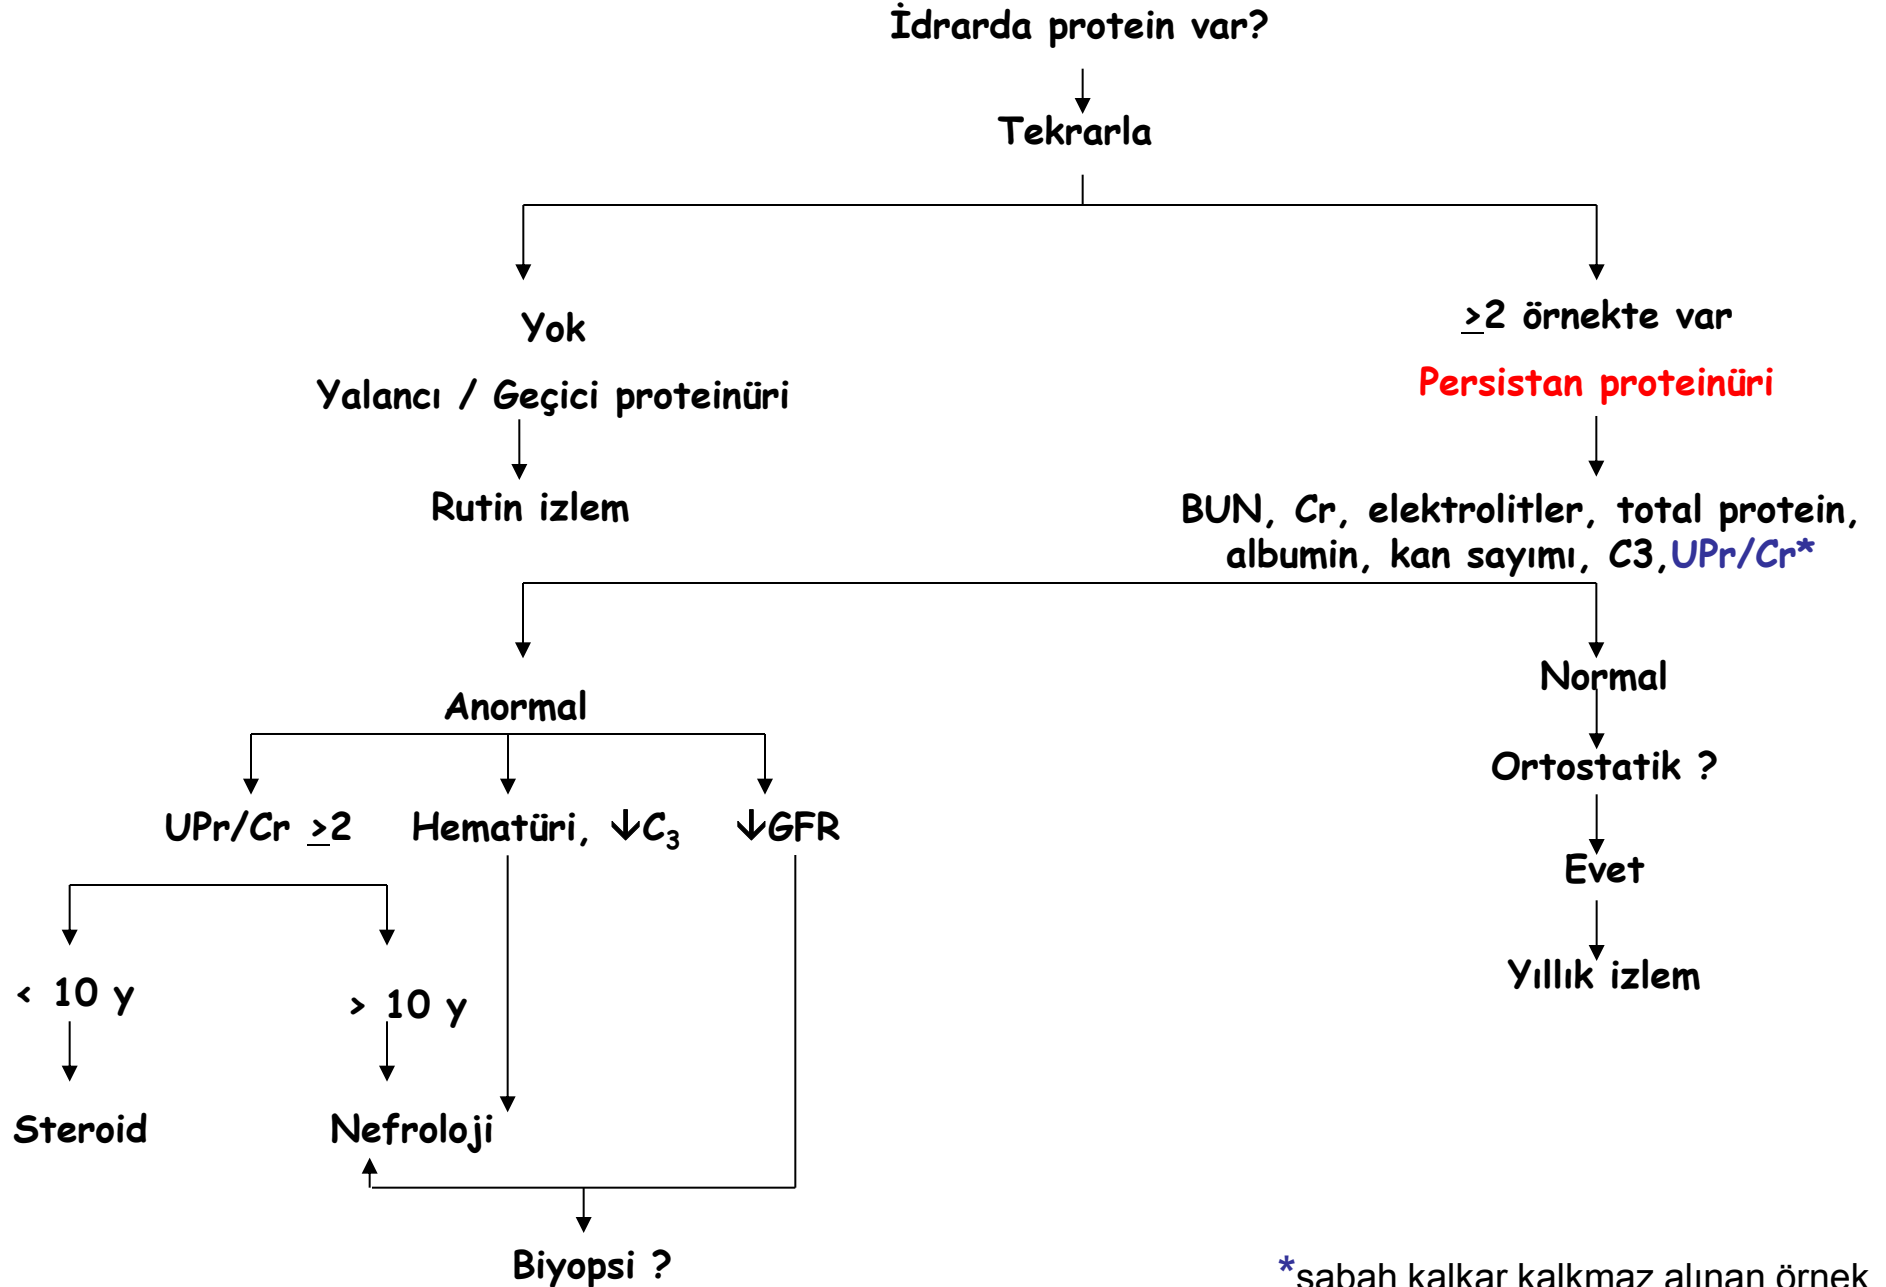 İdrarda protein var?
Tekrarla
Yok
≥2 örnekte var
Yalancı / Geçici proteinüri
Persistan proteinüri
Rutin izlem
BUN, Cr, elektrolitler, total protein,
albumin, kan sayımı, C3,UPr/Cr*
Anormal
Normal
Ortostatik ?
UPr/Cr ≥2
Hematüri, ↓C₃
↓GFR
Evet
< 10 y
> 10 y
Yıllık izlem
Steroid
Nefroloji
Biyopsi ?
*sabah kalkar kalkmaz alınan örnek